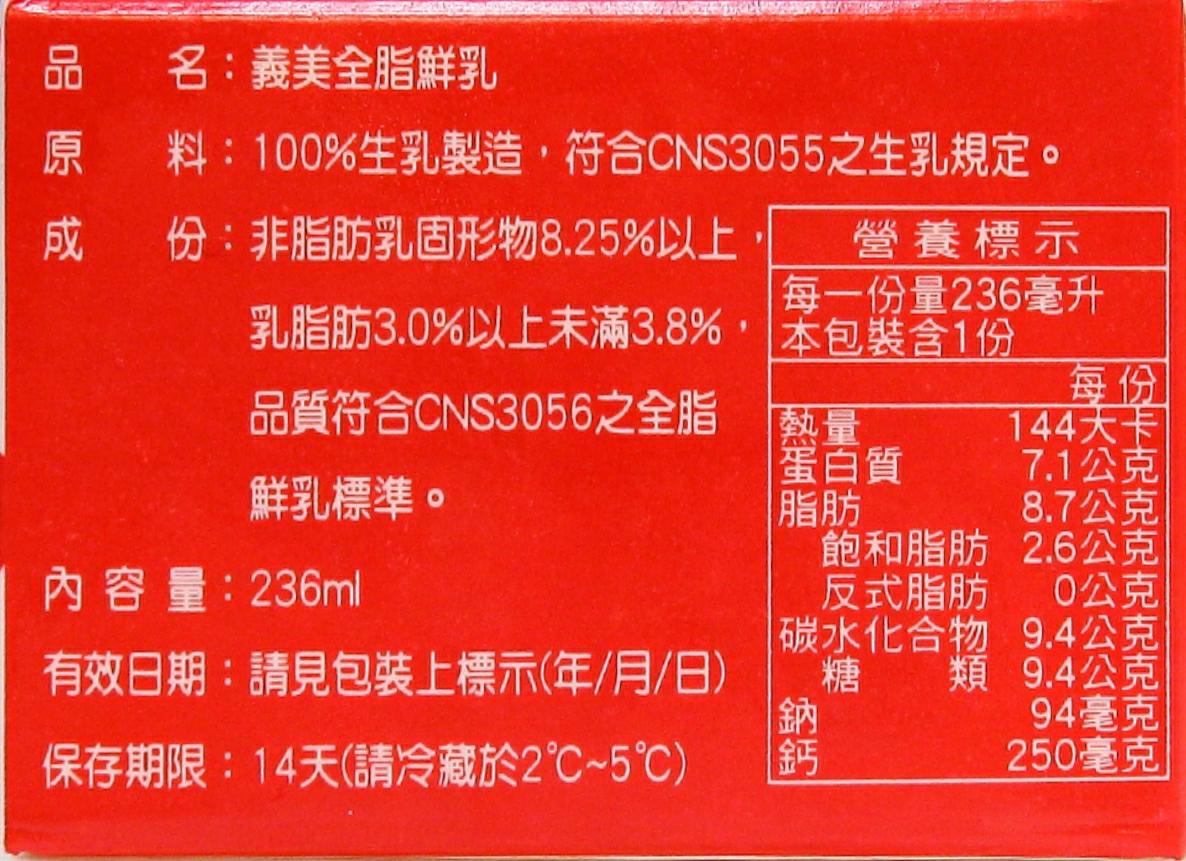 品名：義美全脂鮮乳
原料：100%生乳製造，符合CNS3055之生乳規定。
成份：非脂肪乳固形物8.25%以上，
乳脂肪3.0%以上未滿3.8%，
品質符合CNS3056之全脂
鮮乳標準。
內容量：236ml
有效日期：請見包裝上標示(年/月/日)
保存期限：14天(請冷藏於2℃~5℃)
營養標示
每一份量236毫升
本包裝含1份
每份
熱量 144大卡
蛋白質 7.1公克
脂肪 8.7公克
飽和脂肪 2.6公克
反式脂肪 0公克
碳水化合物 9.4公克
糖類 9.4公克
鈉 94毫克
鈣 250毫克